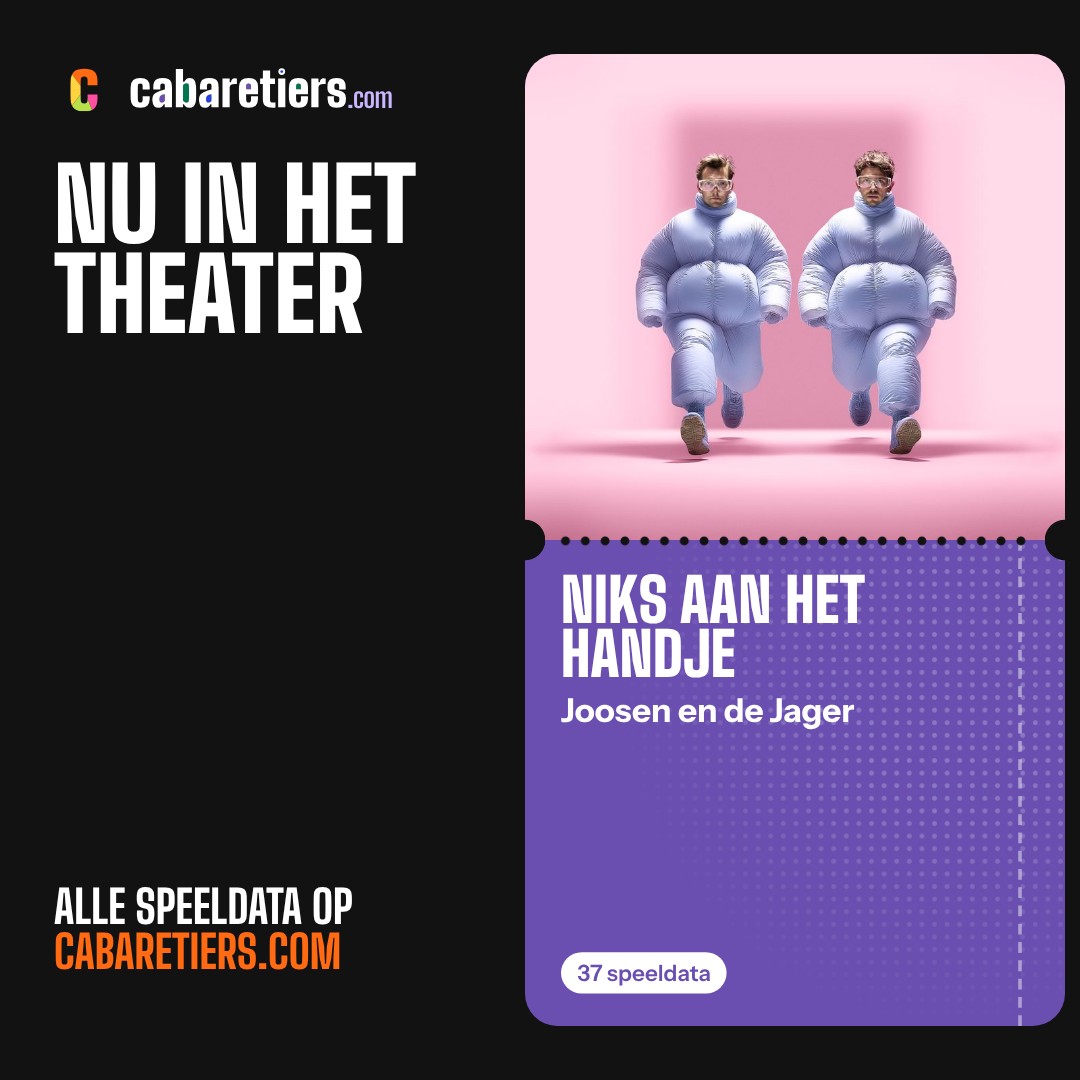 cabaretiers.com
NU IN HET
THEATER
NIKS AAN HET
HANDJE
Joosen en de Jager
37 speeldata
ALLE SPEELDATA OP
CABARETIERS.COM